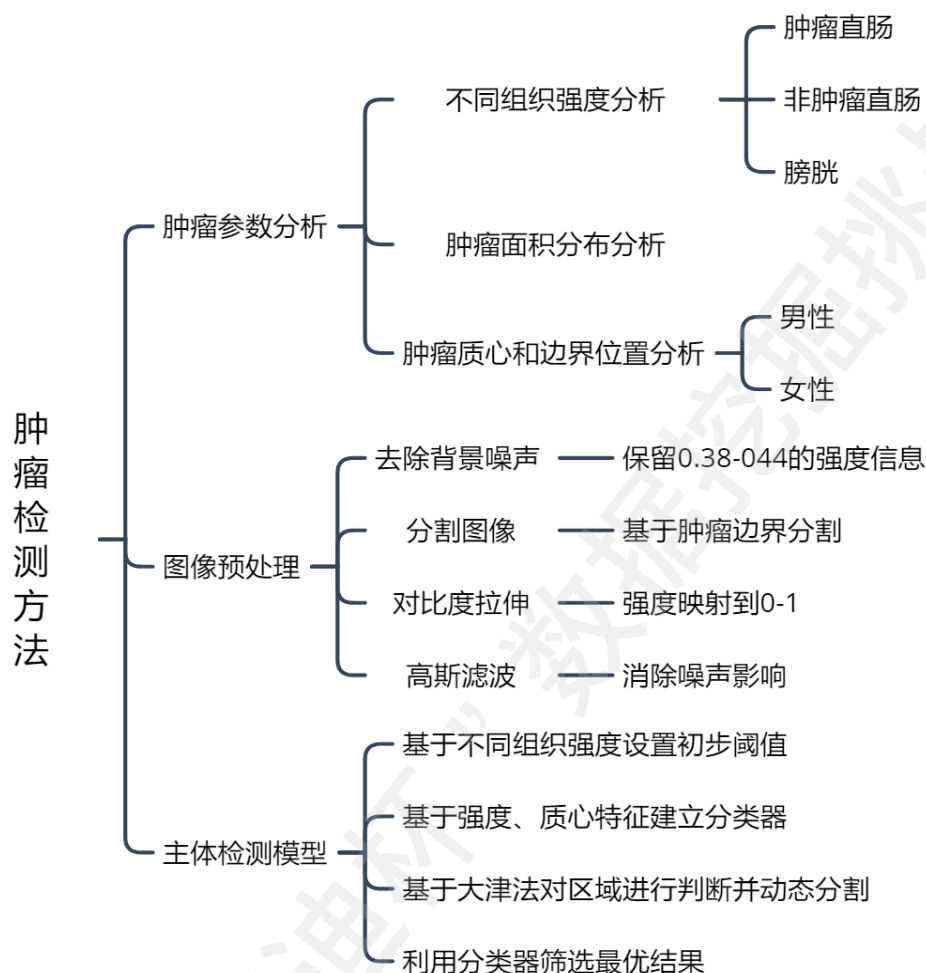 肿瘤检测方法
肿瘤参数分析
不同组织强度分析
肿瘤直肠
非肿瘤直肠
膀胱
肿瘤面积分布分析
肿瘤质心和边界位置分析
男性
女性
图像预处理
去除背景噪声
保留0.38-044的强度信息
分割图像
基于肿瘤边界分割
对比度拉伸
强度映射到0-1
高斯滤波
消除噪声影响
主体检测模型
基于不同组织强度设置初步阈值
基于强度、质心特征建立分类器
基于大津法对区域进行判断并动态分割
利用分类器筛选最优结果
迪杯”数据挖掘挑